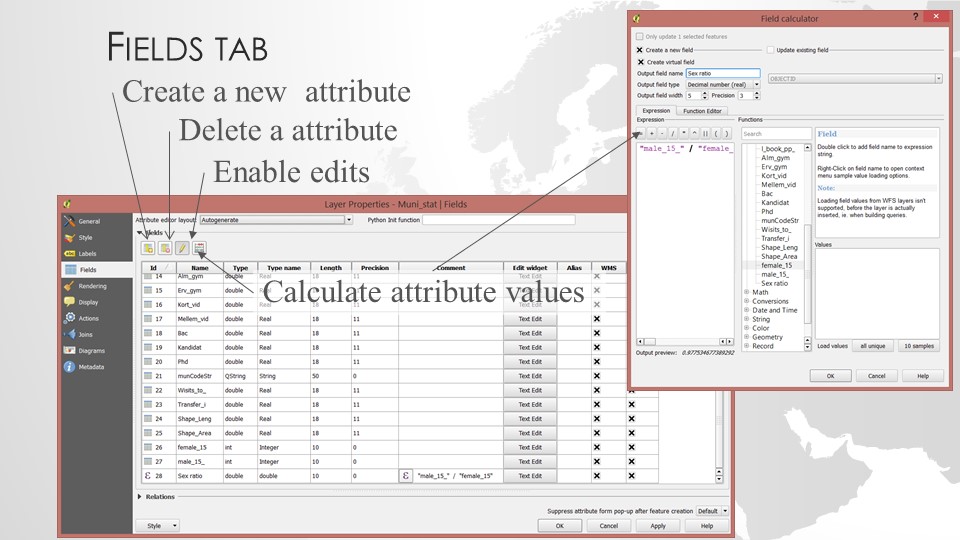 FIELDS TAB
Create a new attribute
Delete a attribute
Enable edits
Calculate attribute values
Layer Properties - Muni_stat | Fields
General
Style
Labels
Fields
Rendering
Display
Actions
Joins
Diagrams
Metadata
Attribute editor layout: Autogenerate Python Init function
Fields
Id Name Type Type name Length Precision Comment Edit widget Alias WMS
14 Alm_gym double Real 18 11 Text Edit
15 Erv_gym double Real 18 11 Text Edit
16 Kort_vid double Real 18 11 Text Edit
17 Mellem_vid double Real 18 11 Text Edit
18 Bac double Real 18 11 Text Edit
19 Kandidat double Real 18 11 Text Edit
20 Phd double Real 18 11 Text Edit
21 munCodeStr QString String 50 0 Text Edit
22 Wisits_to_ double Real 18 11 Text Edit
23 Transfer_i double Real 18 11 Text Edit
24 Shape_Leng double Real 18 11 Text Edit
25 Shape_Area double Real 18 11 Text Edit
26 female_15 int Integer 10 0 Text Edit
27 male_15_ int Integer 10 0 Text Edit
28 Sex ratio double double 10 0 ε "male_15_" / "female_15" Text Edit
Relations
Suppress attribute form pop-up after feature creation Default
Style OK Cancel Apply Help
Field calculator
Only update 1 selected features
Create a new field Update existing field
Create virtual field
Output field name Sex ratio
Output field type Decimal number (real) OBJECTID
Output field width 5 Precision 3
Expression Function Editor
Expression Functions
= + - / * ^ || ( )
"male_15_" / "female_
Search
l_book_pp_
Alm_gym
Erv_gym
Kort_vid
Mellem_vid
Bac
Kandidat
Phd
munCodeStr
Wisits_to_
Transfer_i
Shape_Leng
Shape_Area
female_15
male_15_
Sex ratio
Math
Conversions
Date and Time
String
Color
Geometry
Record
Field
Double click to add field name to expression
string.
Right-Click on field name to open context
menu sample value loading options.
Note:
Loading field values from WFS layers isn't
supported, before the layer is actually
inserted, ie. when building queries.
Values
Load values all unique 10 samples
Output preview: 0.977534677389292
OK Cancel Help